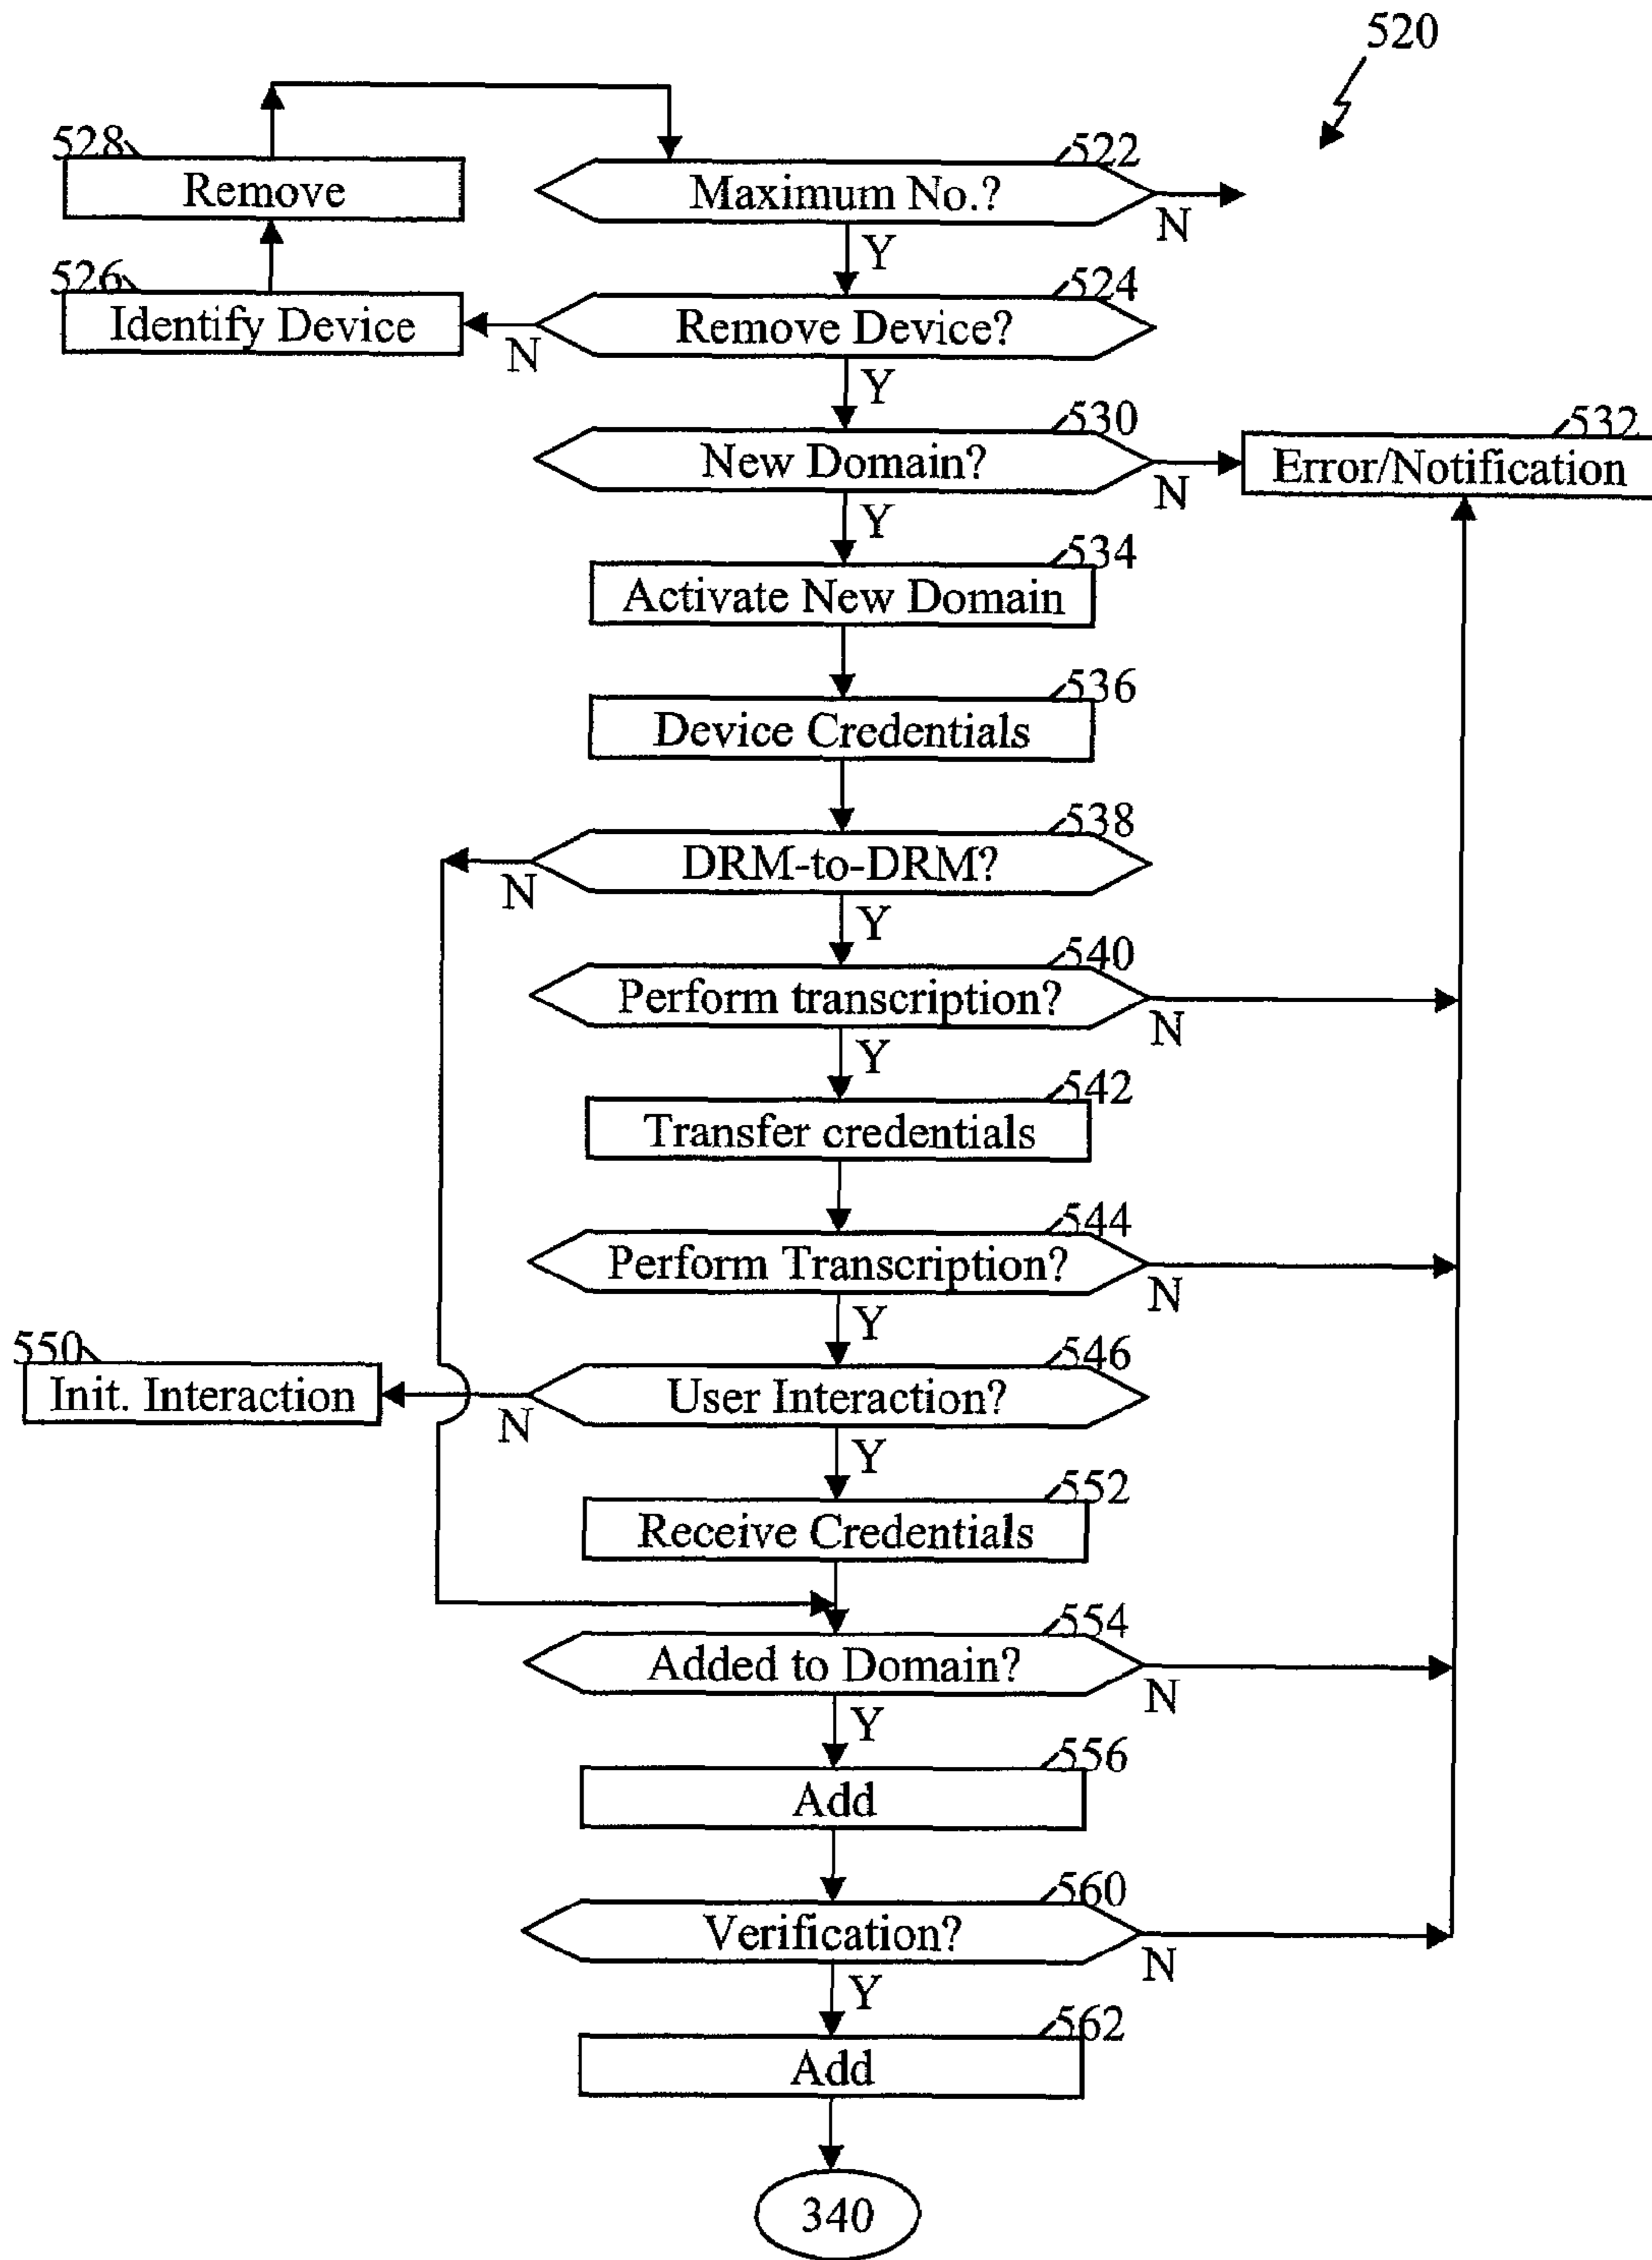 520
528
Remove
522
Maximum No.?
N
Y
526
Identify Device
N
524
Remove Device?
Y
530
New Domain?
N
532
Error/Notification
Y
534
Activate New Domain
536
Device Credentials
538
DRM-to-DRM?
N
Y
540
Perform transcription?
N
Y
542
Transfer credentials
544
Perform Transcription?
N
Y
550
Init. Interaction
N
546
User Interaction?
Y
552
Receive Credentials
554
Added to Domain?
N
Y
556
Add
560
Verification?
N
Y
562
Add
340